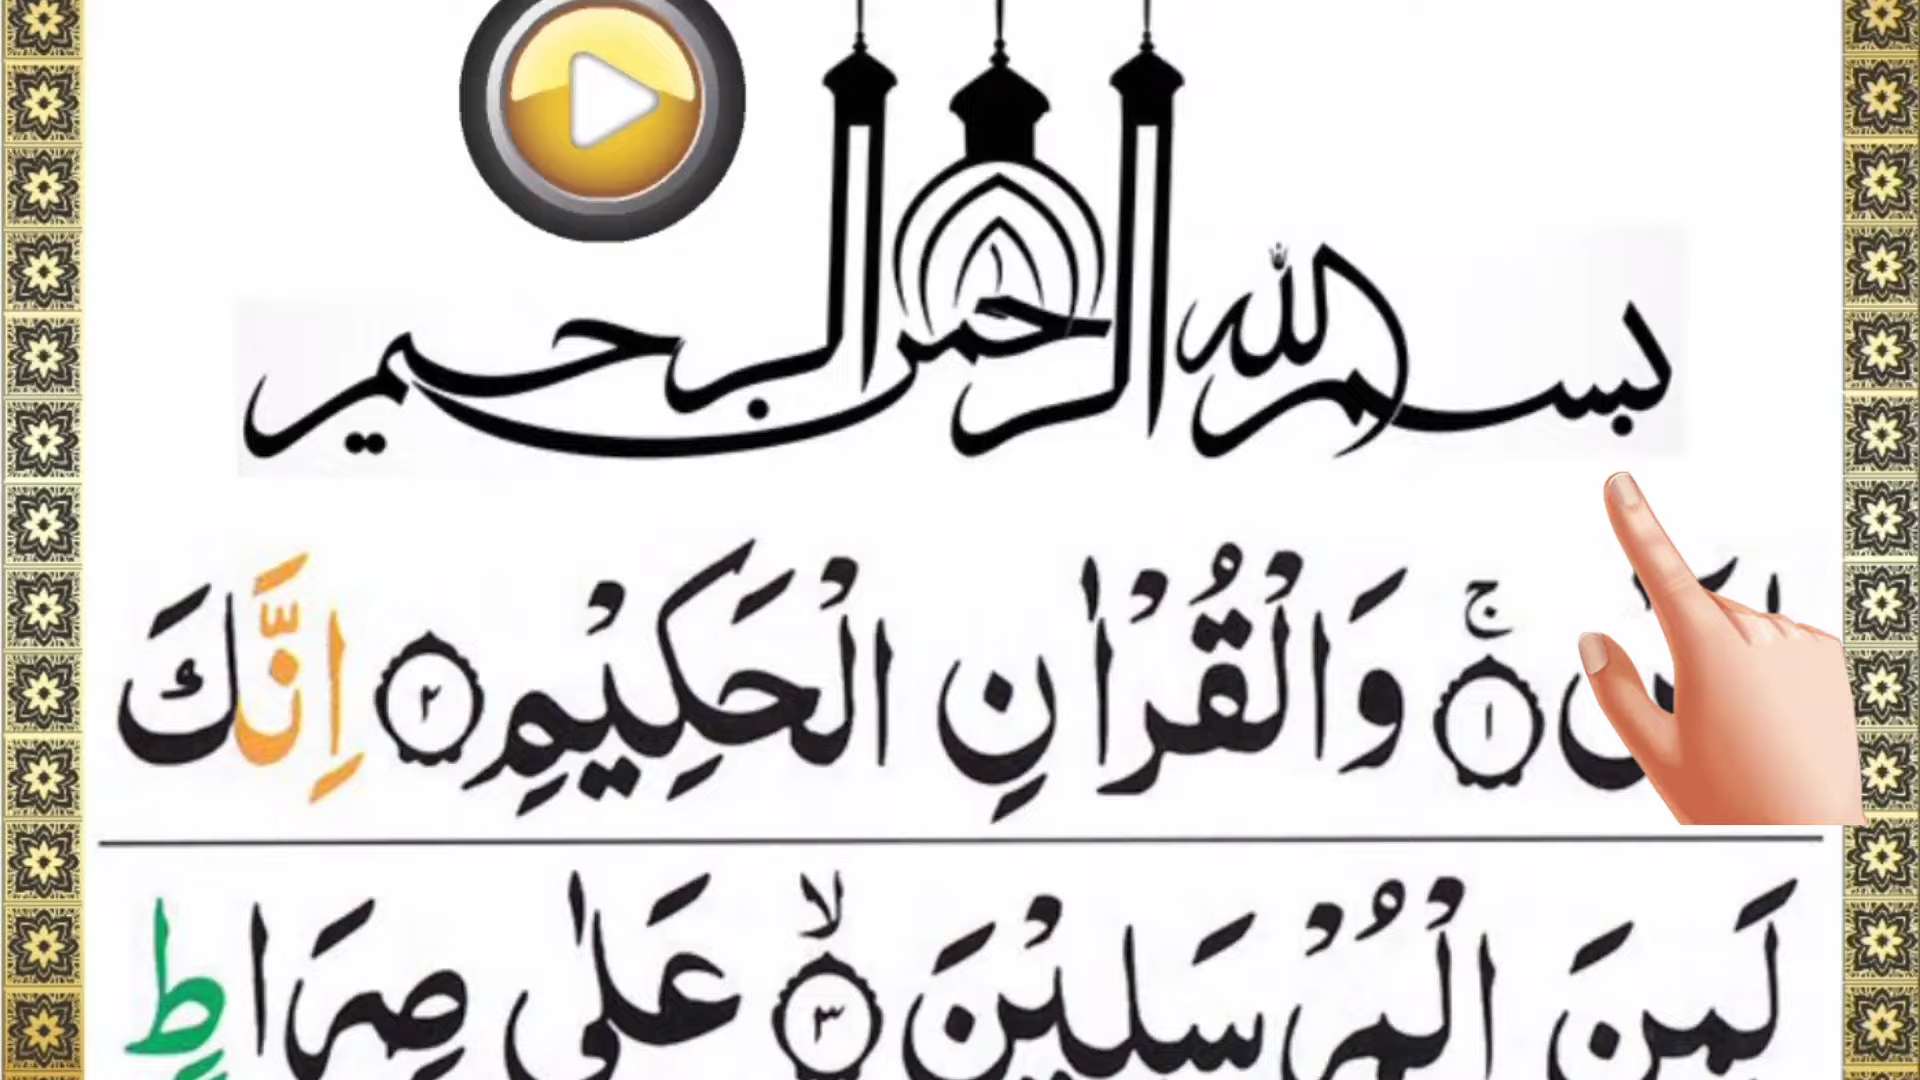 بسم الله الرحمن الرحيم
۝١ۚ وَالْقُرْاٰنِ الْحَكِيْمِ ۝٢ اِنَّكَ
لَمِنَ الْمُرْسَلِيْنَ ۝٣ۙ عَلٰى صِرَاطٍ